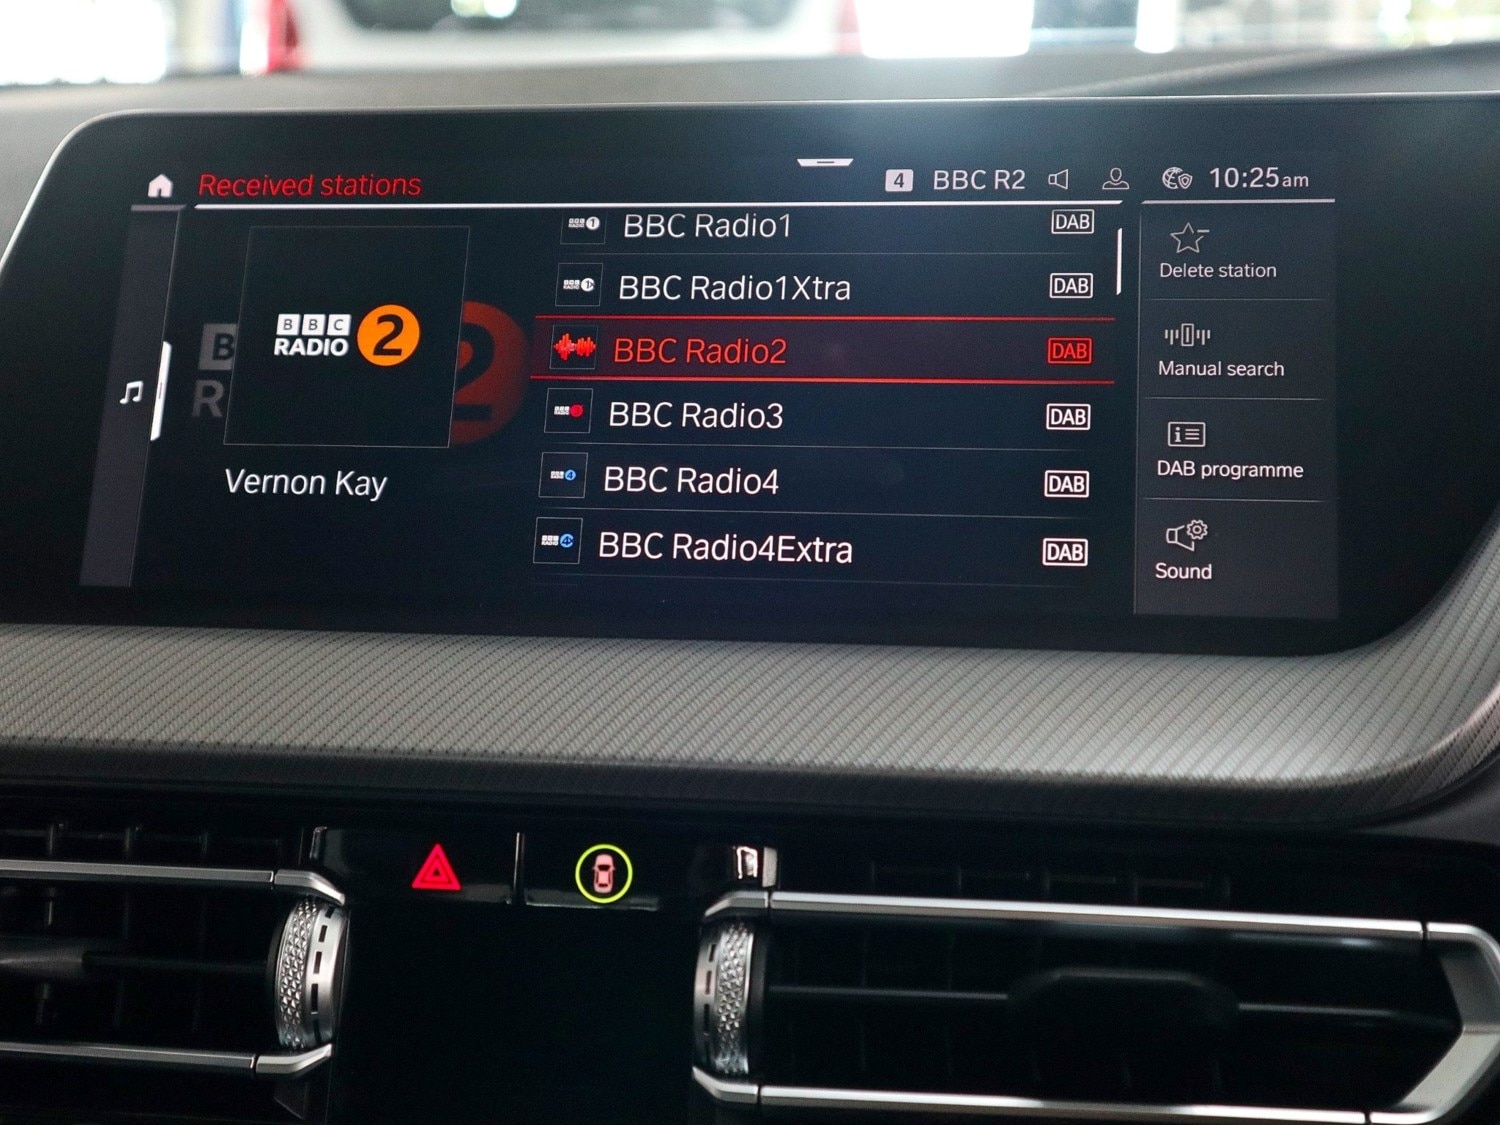 Received stations
4 BBC R2 10:25am
BBC RADIO 2
Vernon Kay
BBC Radio1 DAB
BBC Radio1Xtra DAB
BBC Radio2 DAB
BBC Radio3 DAB
BBC Radio4 DAB
BBC Radio4Extra DAB
Delete station
Manual search
DAB programme
Sound